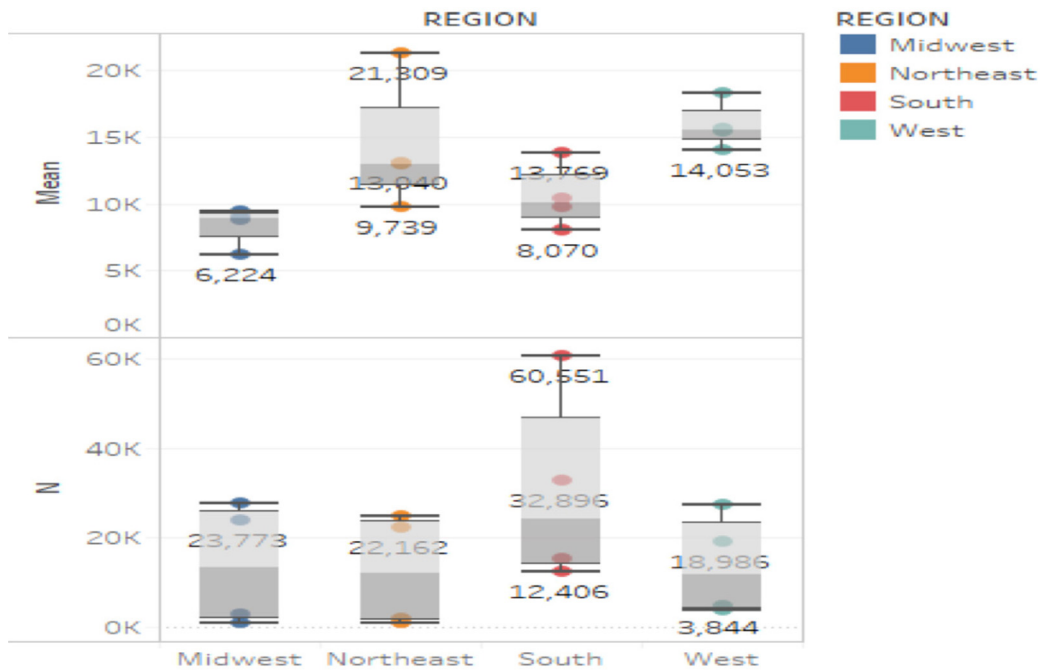 REGION
REGION
Midwest
Northeast
South
West
Mean
20K
15K
10K
5K
0K
21,309
13,040
9,739
13,769
8,070
14,053
6,224
N
60K
40K
20K
0K
60,551
32,896
12,406
23,773
22,162
18,986
3,844
Midwest Northeast South West